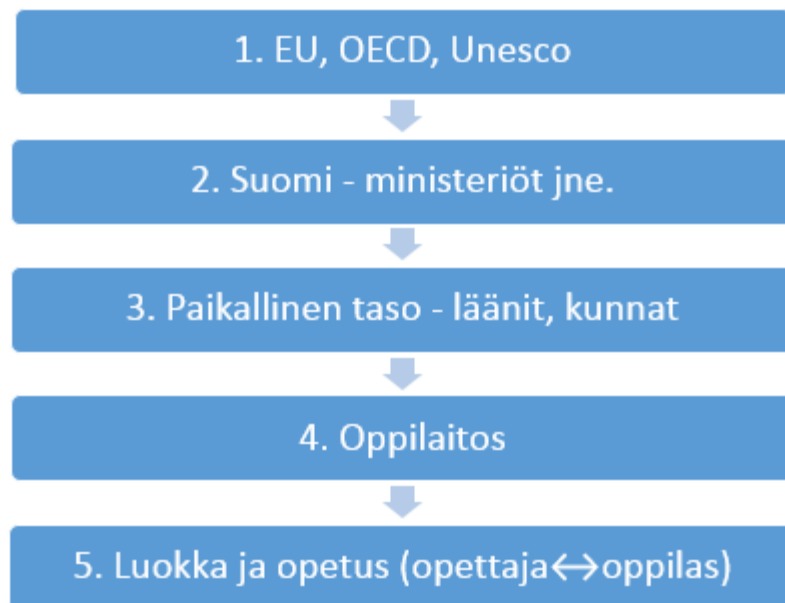 1. EU, OECD, Unesco
2. Suomi - ministeriöt jne.
3. Paikallinen taso - läänit, kunnat
4. Oppilaitos
5. Luokka ja opetus (opettaja↔oppilas)